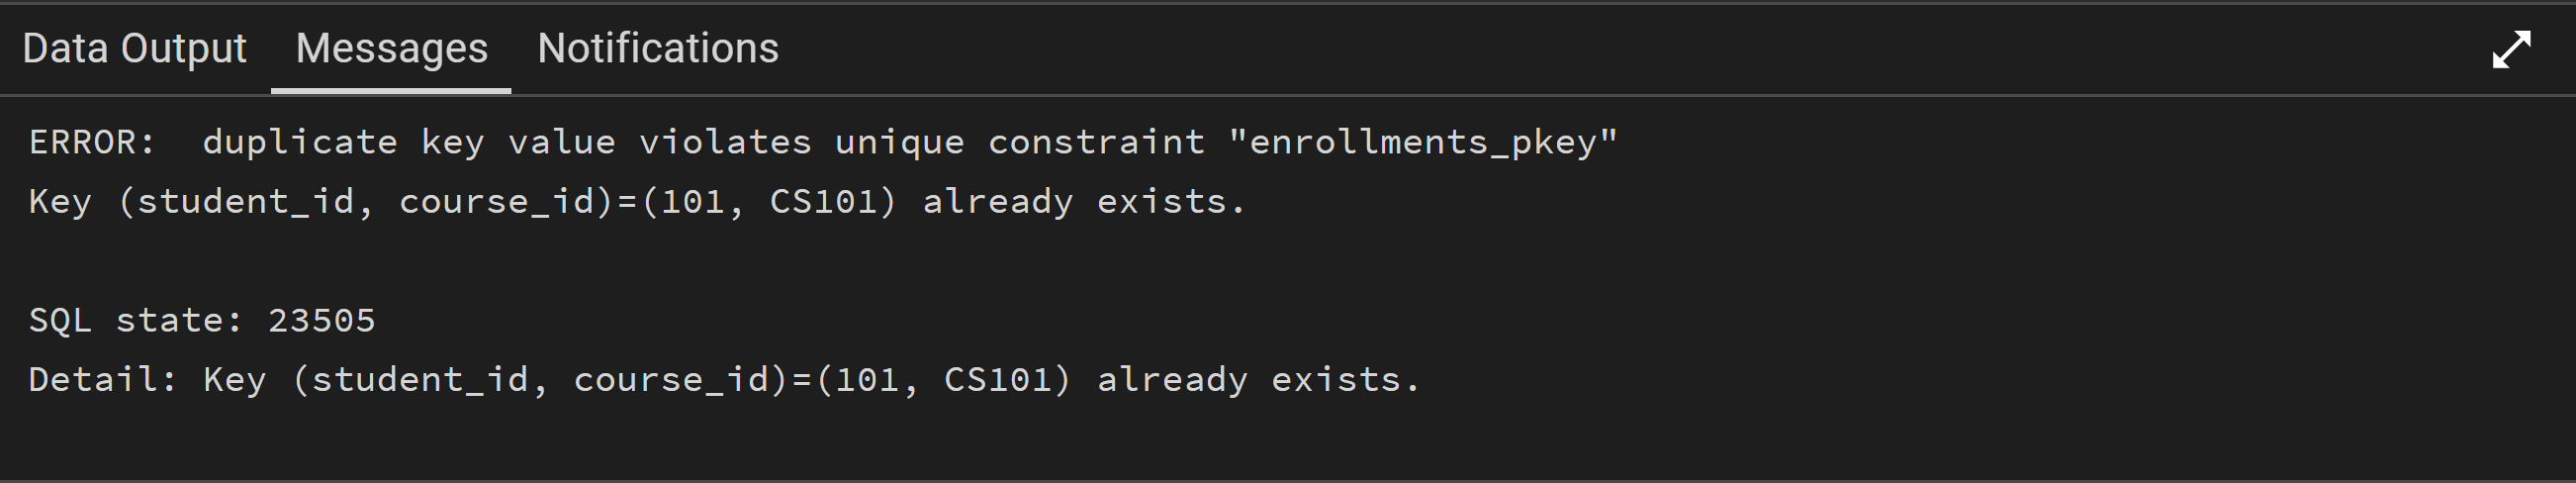 Data Output Messages Notifications
ERROR:  duplicate key value violates unique constraint "enrollments_pkey"
Key (student_id, course_id)=(101, CS101) already exists.
SQL state: 23505
Detail: Key (student_id, course_id)=(101, CS101) already exists.